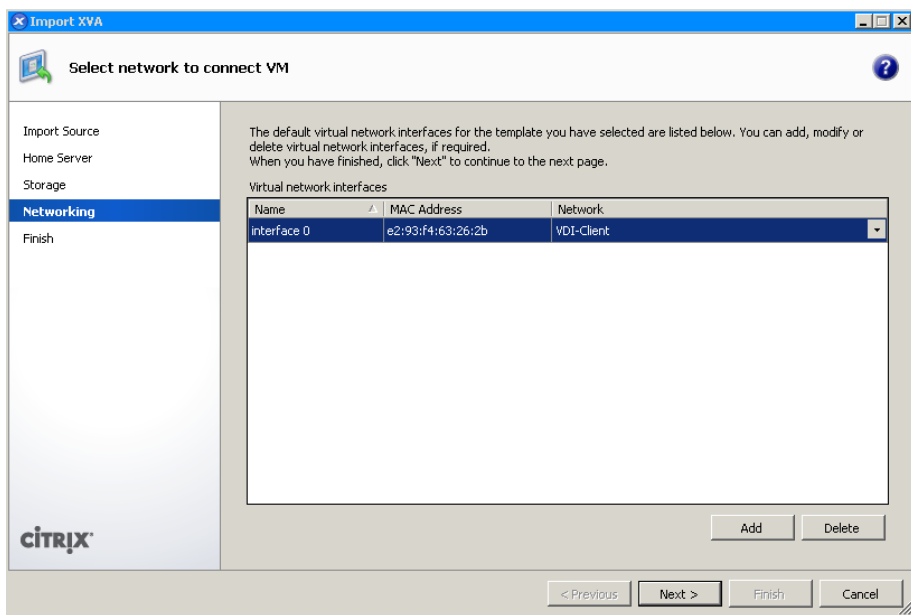 Import XVA
Select network to connect VM
Import Source
Home Server
Storage
Networking
Finish
The default virtual network interfaces for the template you have selected are listed below. You can add, modify or
delete virtual network interfaces, if required.
When you have finished, click "Next" to continue to the next page.
Virtual network interfaces
Name MAC Address Network
interface 0 e2:93:f4:63:26:2b VDI-Client
Add Delete
CITRIX
< Previous Next > Finish Cancel